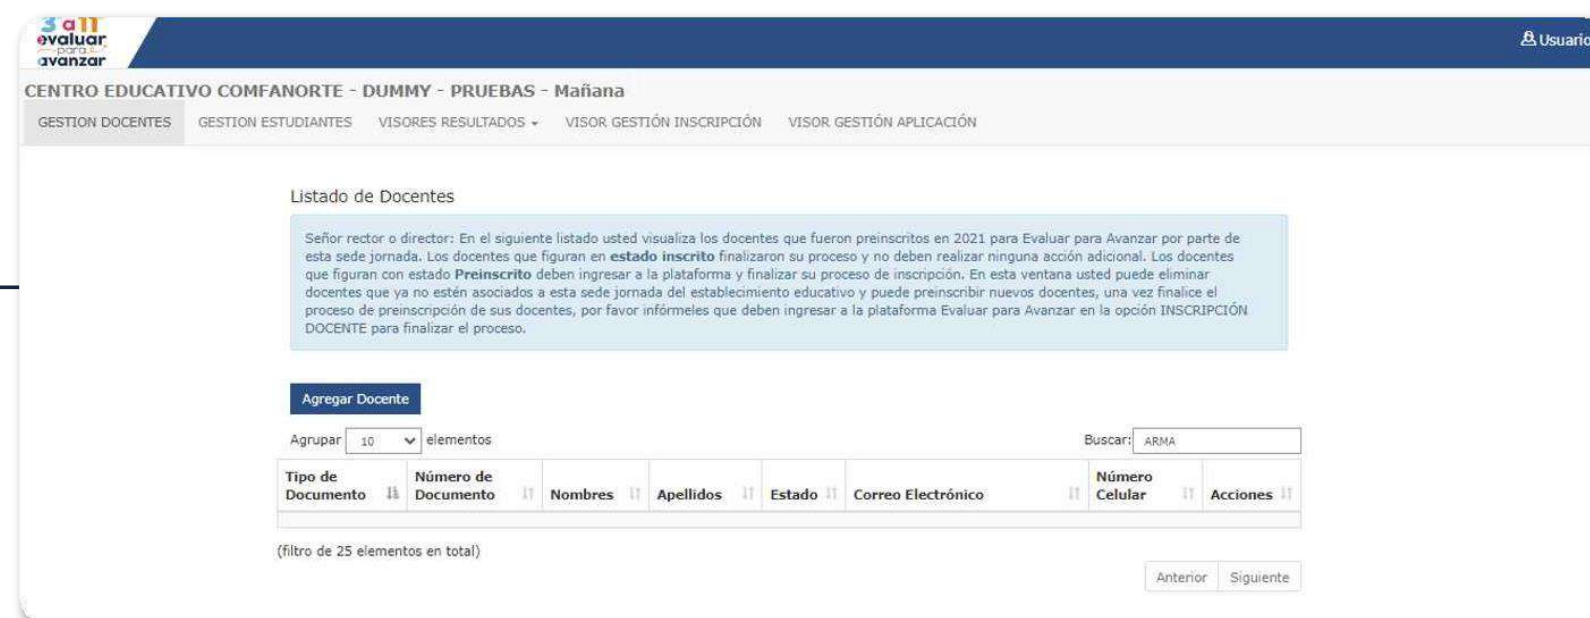 3 a 11
evaluar
para
avanzar
Usuario
CENTRO EDUCATIVO COMFANORTE - DUMMY - PRUEBAS - Mañana
GESTION DOCENTES GESTION ESTUDIANTES VISORES RESULTADOS VISOR GESTIÓN INSCRIPCIÓN VISOR GESTIÓN APLICACIÓN
Listado de Docentes
Señor rector o director: En el siguiente listado usted visualiza los docentes que fueron preinscritos en 2021 para Evaluar para Avanzar por parte de
esta sede jornada. Los docentes que figuran en estado inscrito finalizaron su proceso y no deben realizar ninguna acción adicional. Los docentes
que figuran con estado Preinscrito deben ingresar a la plataforma y finalizar su proceso de inscripción. En esta ventana usted puede eliminar
docentes que ya no estén asociados a esta sede jornada del establecimiento educativo y puede preinscribir nuevos docentes, una vez finalice el
proceso de preinscripción de sus docentes, por favor infórmeles que deben ingresar a la plataforma Evaluar para Avanzar en la opción INSCRIPCIÓN
DOCENTE para finalizar el proceso.
Agregar Docente
Agrupar 10 elementos Buscar: ARMA
Tipo de Documento Número de Documento Nombres Apellidos Estado Correo Electrónico Número Celular Acciones
(filtro de 25 elementos en total)
Anterior Siguiente